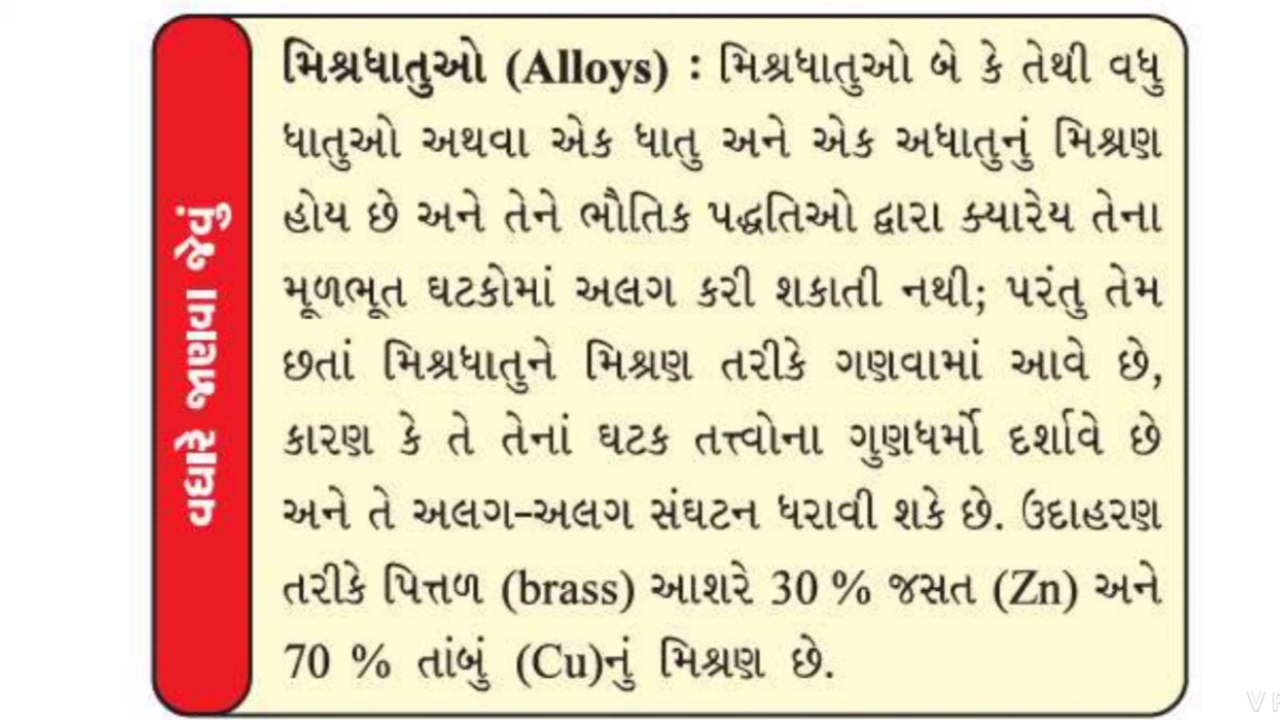 વધારે જાણવા જેવું
મિશ્રધાતુઓ (Alloys) : મિશ્રધાતુઓ બે કે તેથી વધુ
ધાતુઓ અથવા એક ધાતુ અને એક અધાતુનું મિશ્રણ
હોય છે અને તેને ભૌતિક પદ્ધતિઓ દ્વારા ક્યારેય તેના
મૂળભૂત ઘટકોમાં અલગ કરી શકાતી નથી; પરંતુ તેમ
છતાં મિશ્રધાતુને મિશ્રણ તરીકે ગણવામાં આવે છે,
કારણ કે તે તેનાં ઘટક તત્ત્વોના ગુણધર્મો દર્શાવે છે
અને તે અલગ-અલગ સંઘટન ધરાવી શકે છે. ઉદાહરણ
તરીકે પિત્તળ (brass) આશરે 30 % જસત (Zn) અને
70 % તાંબું (Cu)નું મિશ્રણ છે.